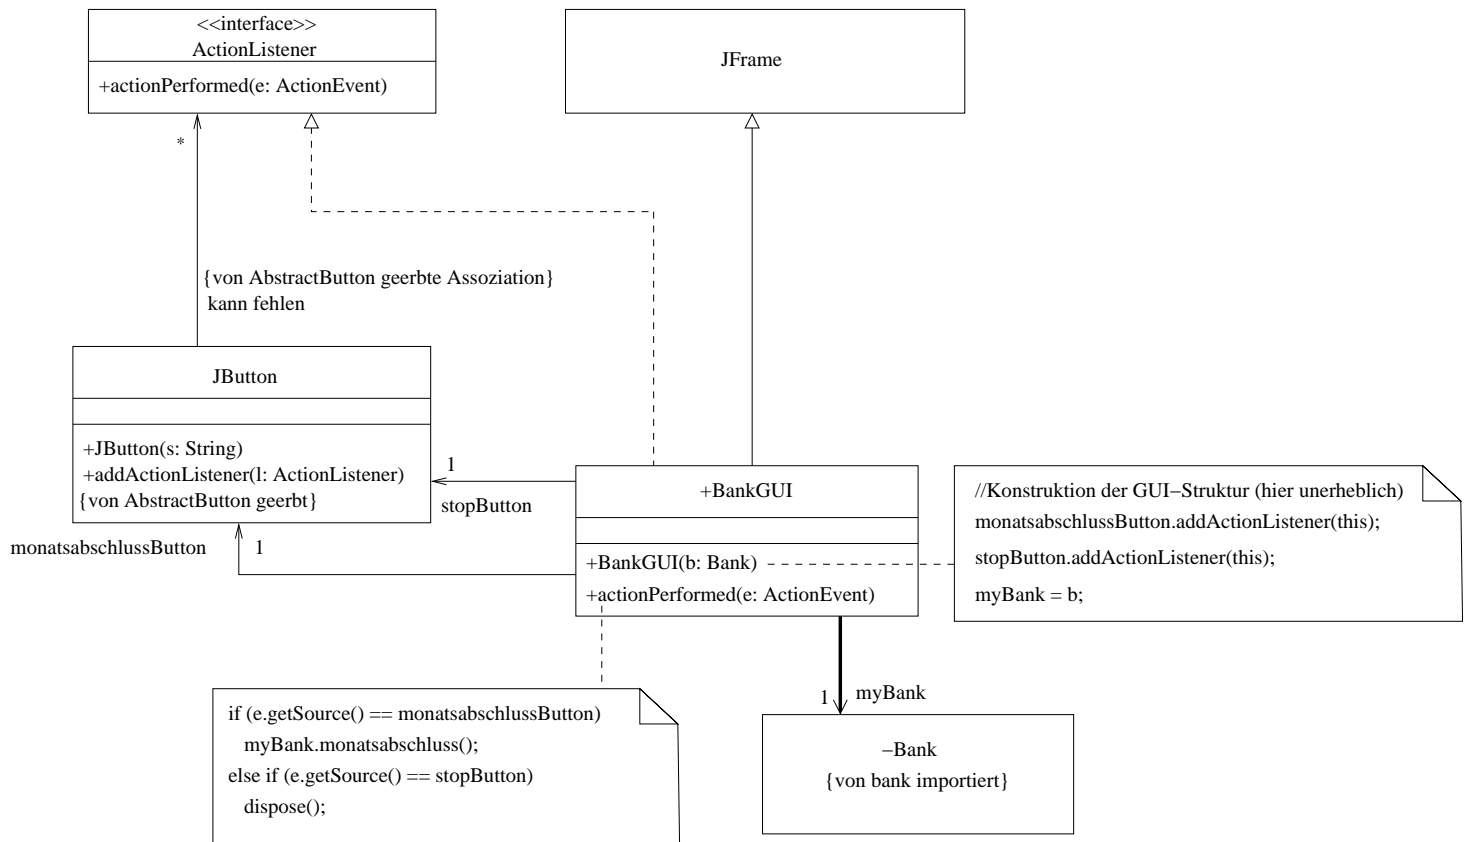 <<interface>>
ActionListener
+actionPerformed(e: ActionEvent)
JFrame
*
{von AbstractButton geerbte Assoziation}
kann fehlen
JButton
+JButton(s: String)
+addActionListener(l: ActionListener)
{von AbstractButton geerbt}
1
stopButton
monatsabschlussButton
1
+BankGUI
+BankGUI(b: Bank)
+actionPerformed(e: ActionEvent)
//Konstruktion der GUI−Struktur (hier unerheblich)
monatsabschlussButton.addActionListener(this);
stopButton.addActionListener(this);
myBank = b;
if (e.getSource() == monatsabschlussButton)
myBank.monatsabschluss();
else if (e.getSource() == stopButton)
dispose();
1
myBank
−Bank
{von bank importiert}